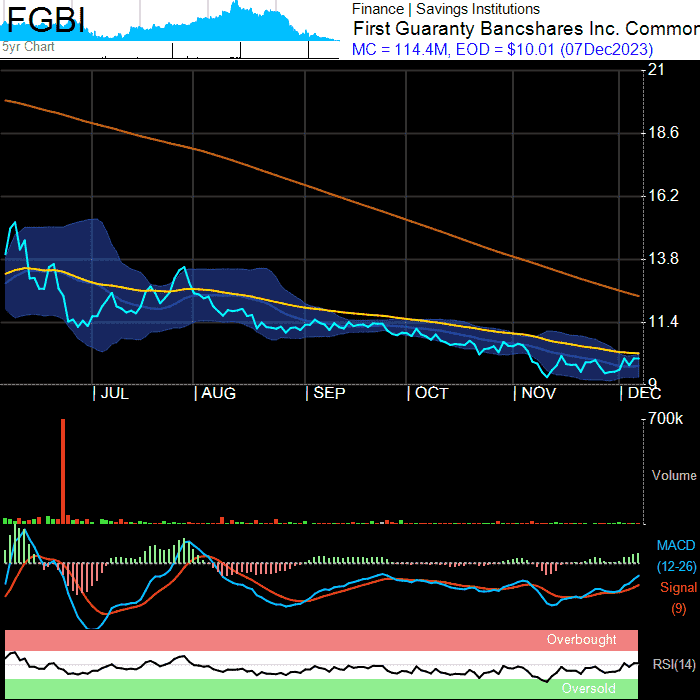 FGBI
5yr Chart
Finance | Savings Institutions
First Guaranty Bancshares Inc. Common
MC = 114.4M, EOD = $10.01 (07Dec2023)
21
18.6
16.2
13.8
11.4
9
JUL
AUG
SEP
OCT
NOV
DEC
700k
Volume
MACD
(12-26)
Signal
(9)
Overbought
RSI(14)
Oversold